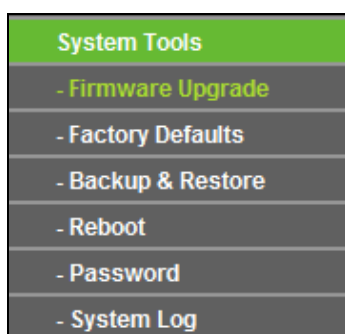 System Tools
- Firmware Upgrade
- Factory Defaults
- Backup & Restore
- Reboot
- Password
- System Log